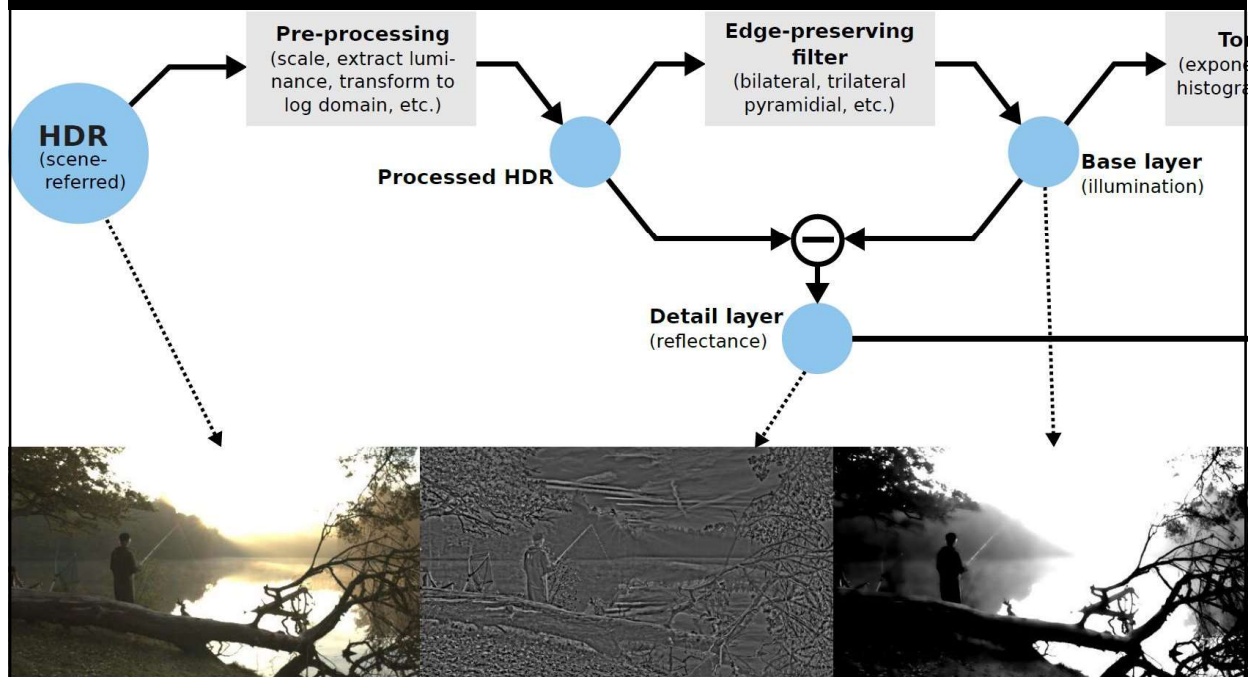 Pre-processing
(scale, extract lumi-
nance, transform to
log domain, etc.)
Edge-preserving
filter
(bilateral, trilateral
pyramidial, etc.)
HDR
(scene-
referred)
Processed HDR
Base layer
(illumination)
Detail layer
(reflectance)